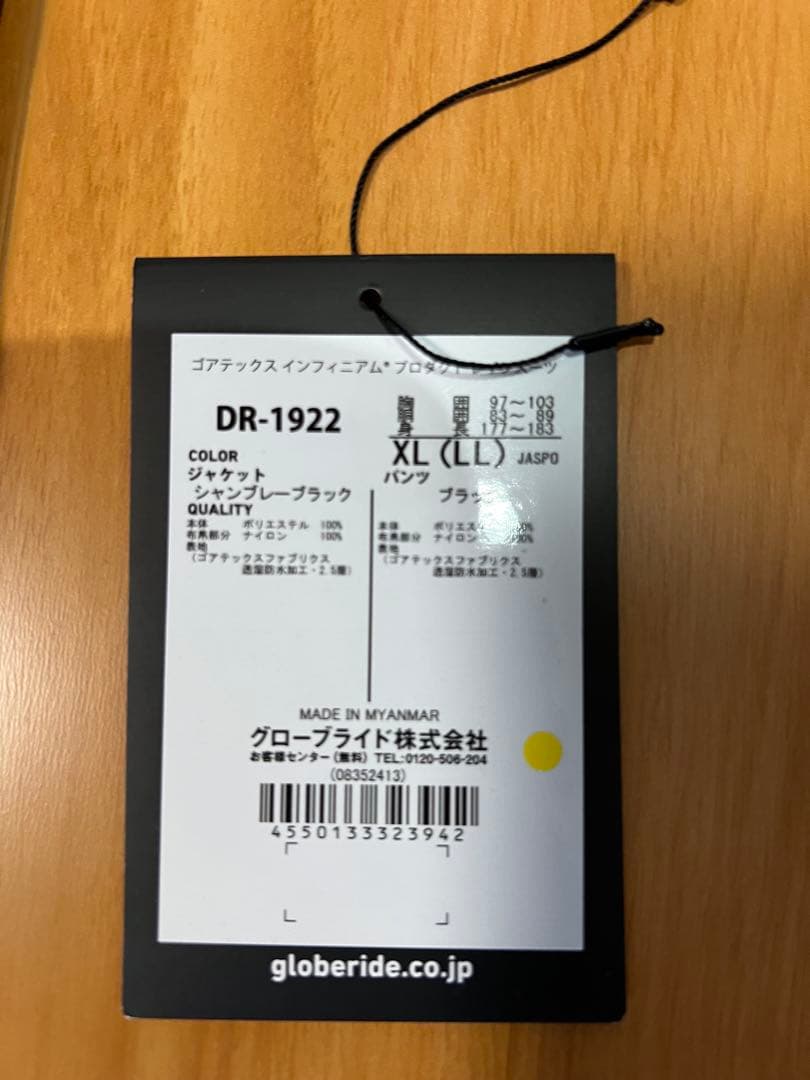 ゴアテックス インフィニアム® プロダクト レインスーツ
DR-1922
胸 囲 97～103
胴 囲 83～ 89
身 長 177～183
XL (LL) JASPO
COLOR
ジャケット
シャンブレーブラック
パンツ
ブラック
QUALITY
本体 ポリエステル 100%
布帛部分 ナイロン 100%
表地
(ゴアテックスファブリクス
透湿防水加工・2.5層)
本体
布帛部分 ナイロン
表地
(ゴアテックスファブリクス
透湿防水加工・2.5層)
MADE IN MYANMAR
グローブライド株式会社
お客様センター(無料) TEL:0120-506-204
(08352413)
4550133323942
globeride.co.jp